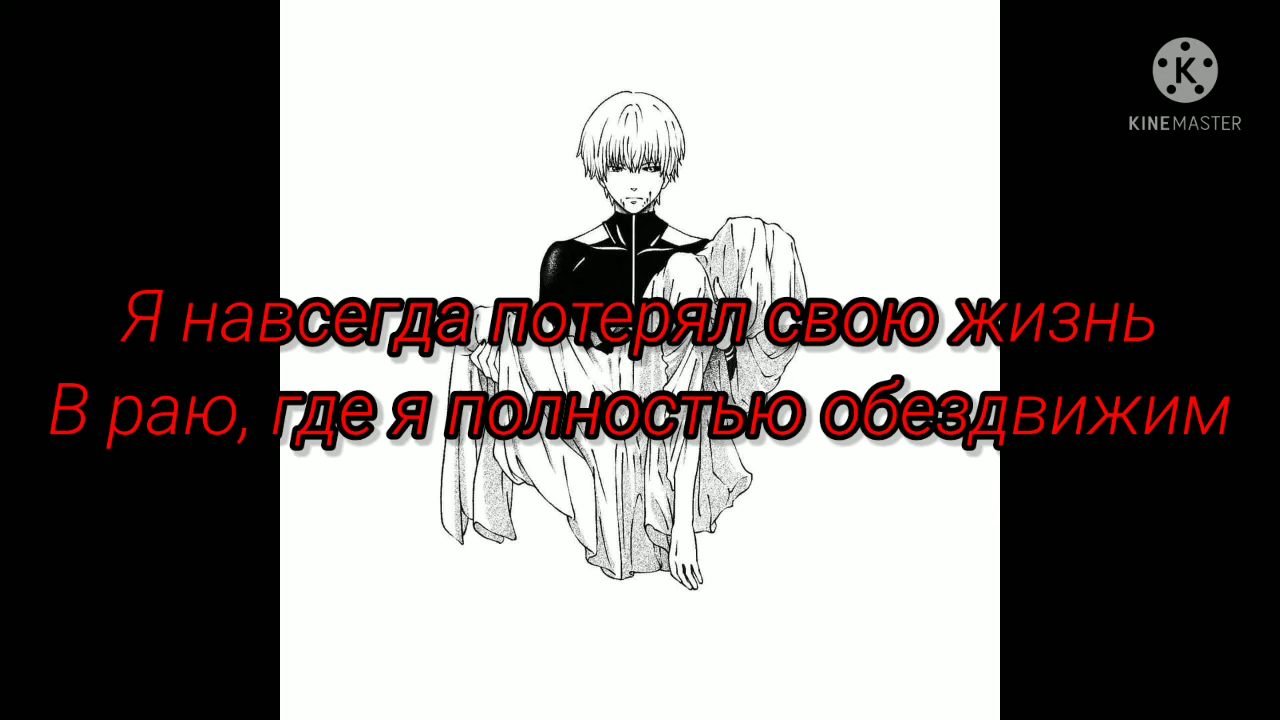 KINEMASTER
Я навсегда потерял свою жизнь
В раю, где я полностью обездвижим